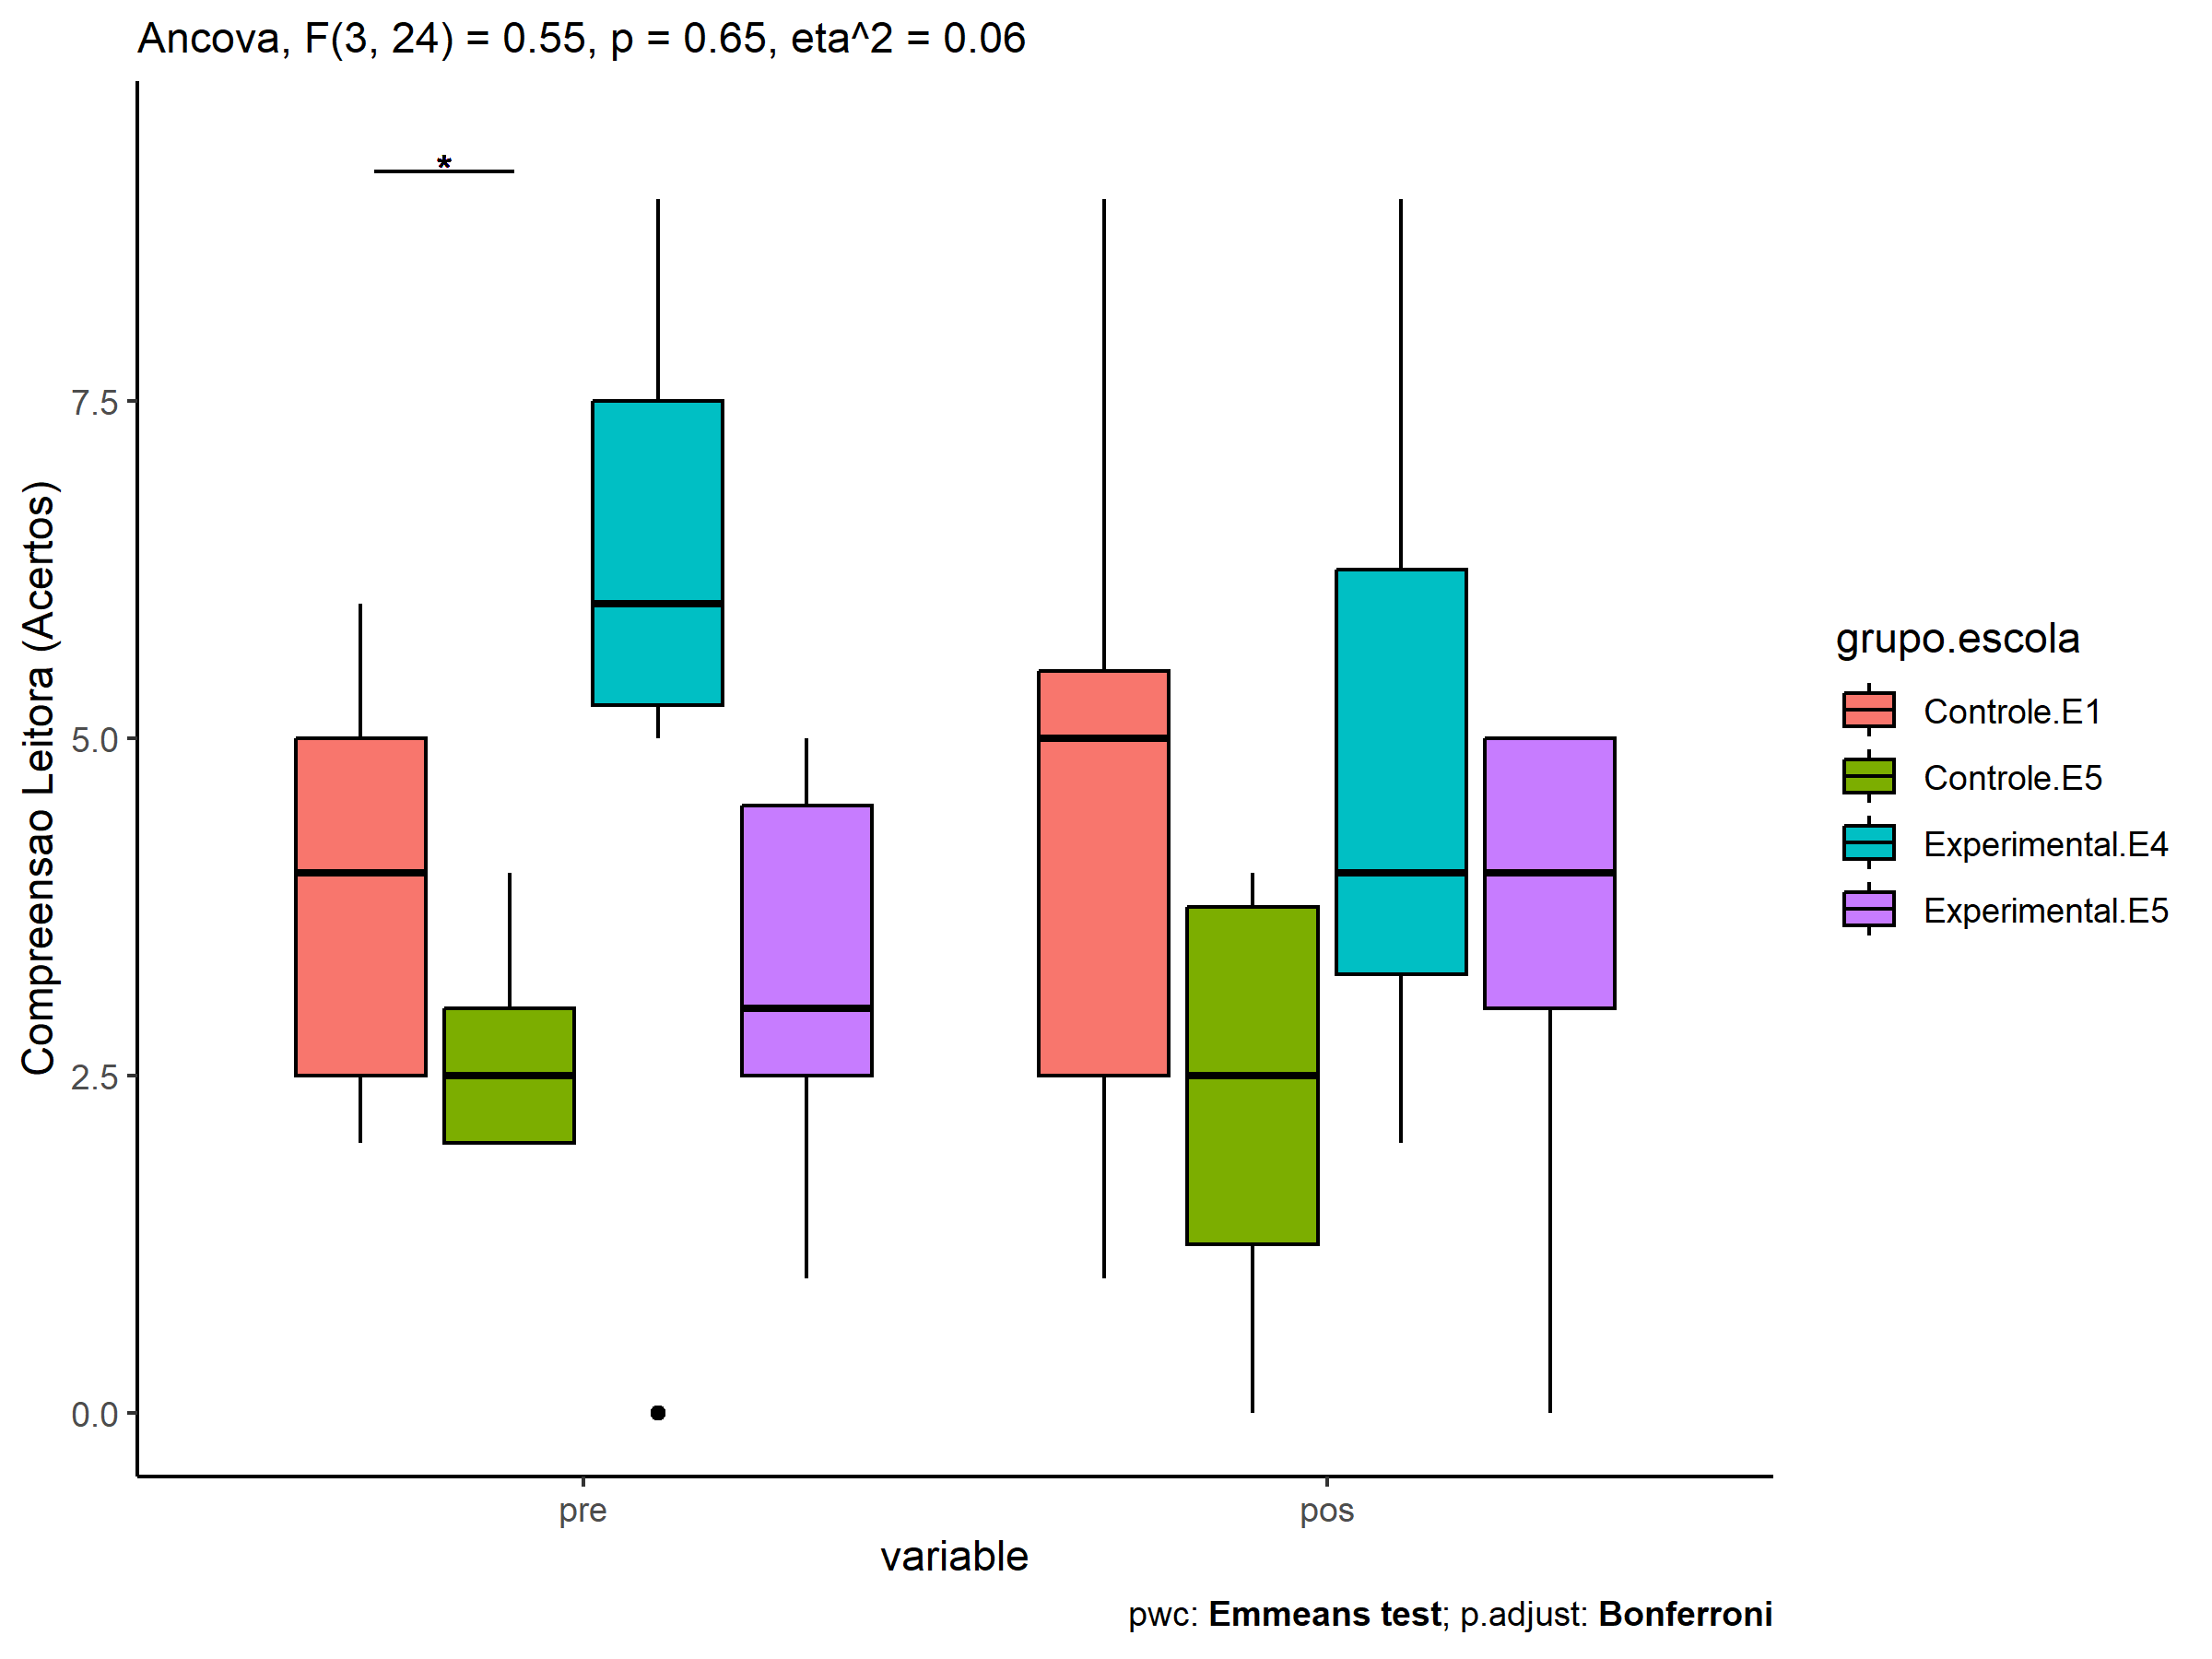 Ancova, F(3, 24) = 0.55, p = 0.65, eta^2 = 0.06
*
Compreensao Leitora (Acertos)
7.5
5.0
2.5
0.0
pre
pos
variable
grupo.escola
Controle.E1
Controle.E5
Experimental.E4
Experimental.E5
pwc: Emmeans test; p.adjust: Bonferroni